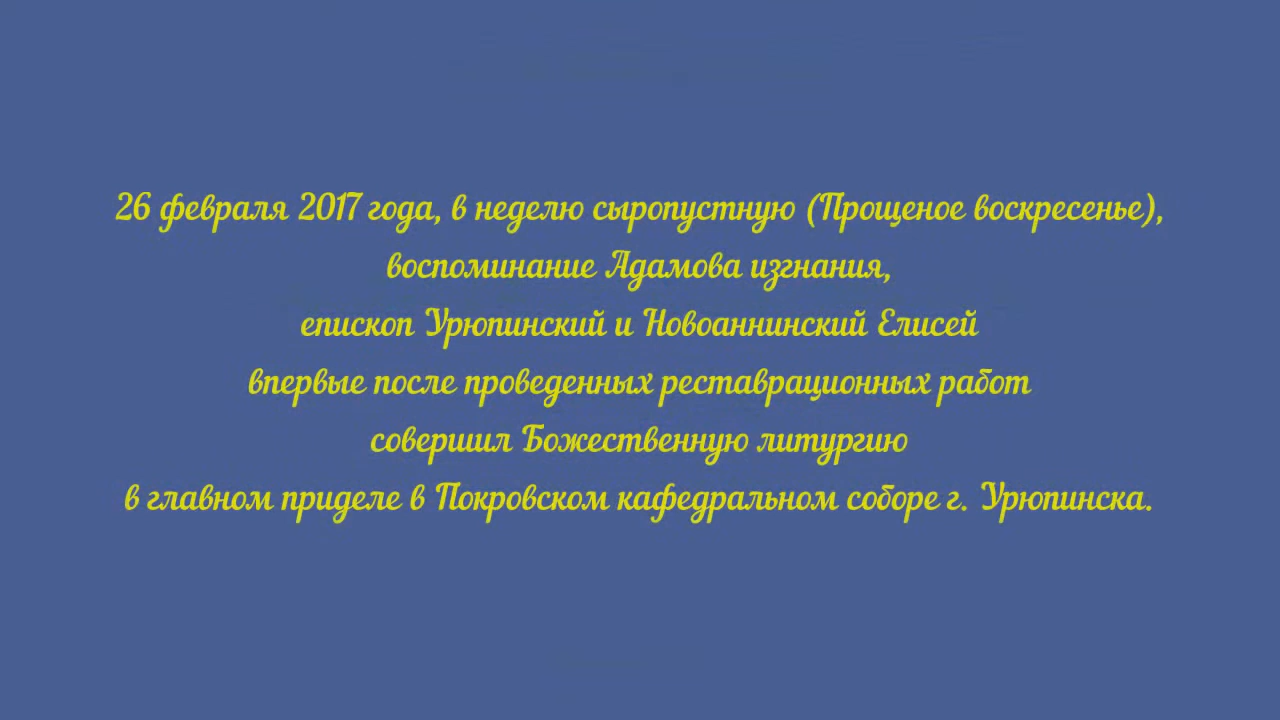 26 февраля 2017 года, в неделю сыропустную (Прощеное воскресенье),
воспоминание Адамова изгнания,
епископ Урюпинский и Новоаннинский Елисей
впервые после проведенных реставрационных работ
совершил Божественную литургию
в главном приделе в Покровском кафедральном соборе г. Урюпинска.